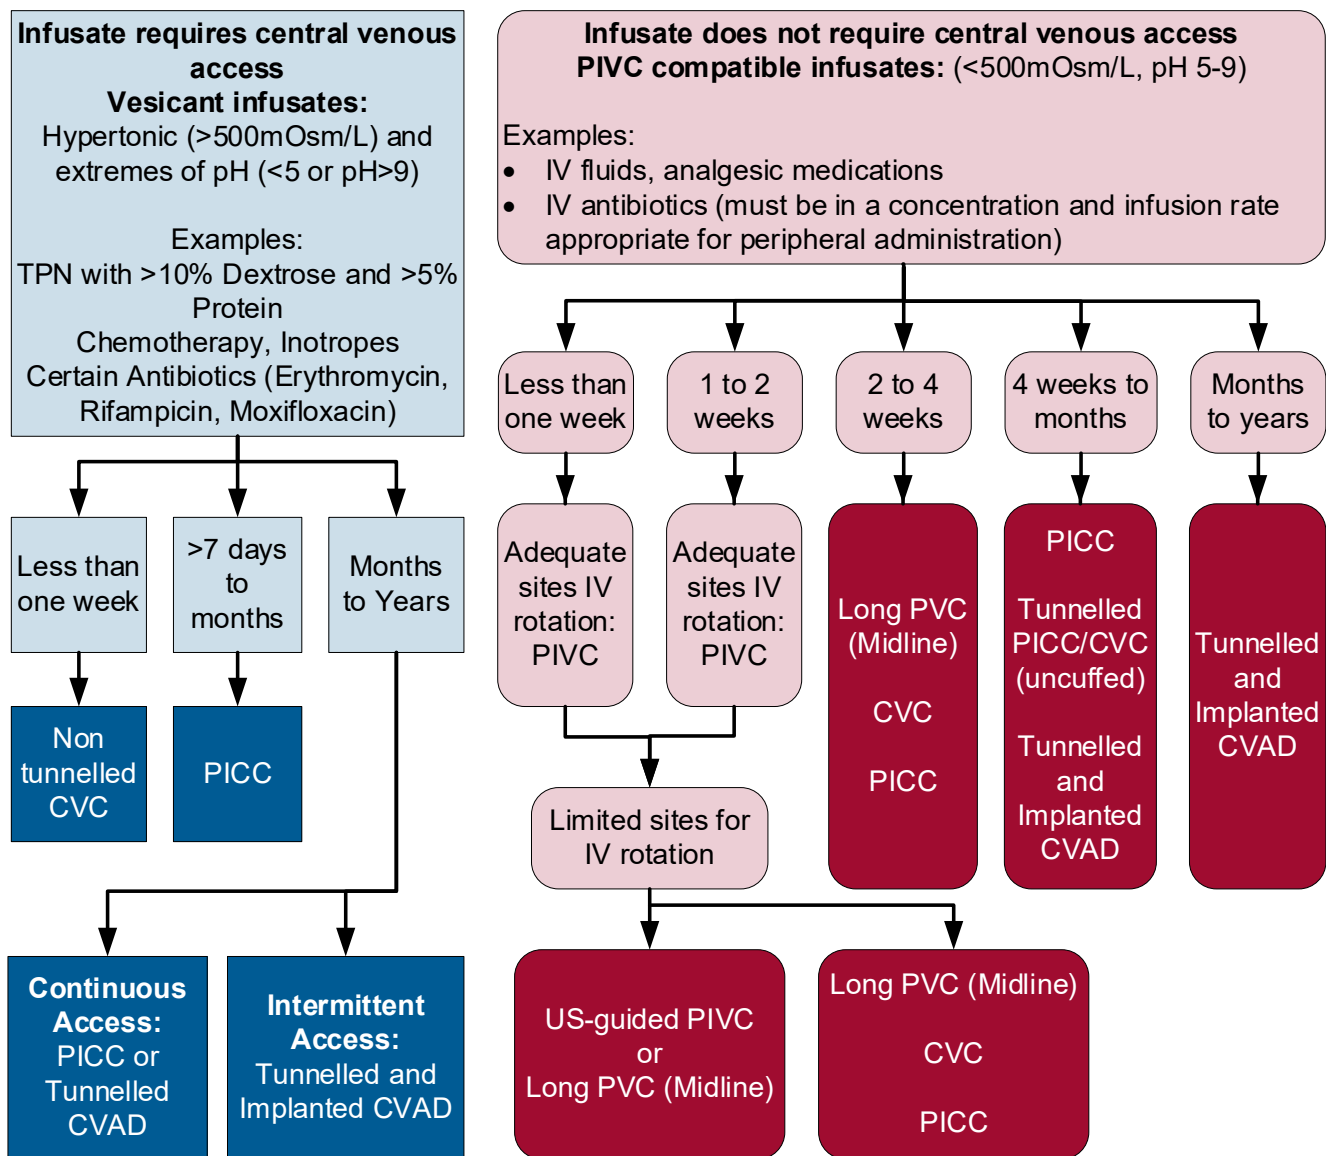 Infusate requires central venous
access
Vesicant infusates:
Hypertonic (>500mOsm/L) and
extremes of pH (<5 or pH>9)
Examples:
TPN with >10% Dextrose and >5%
Protein
Chemotherapy, Inotropes
Certain Antibiotics (Erythromycin,
Rifampicin, Moxifloxacin)
Less than
one week
>7 days
to
months
Months
to Years
Non
tunnelled
CVC
PICC
Continuous
Access:
PICC or
Tunnelled
CVAD
Intermittent
Access:
Tunnelled and
Implanted CVAD
Infusate does not require central venous access
PIVC compatible infusates: (<500mOsm/L, pH 5-9)
Examples:
• IV fluids, analgesic medications
• IV antibiotics (must be in a concentration and infusion rate
appropriate for peripheral administration)
Less than
one week
1 to 2
weeks
2 to 4
weeks
4 weeks to
months
Months
to years
Adequate
sites IV
rotation:
PIVC
Adequate
sites IV
rotation:
PIVC
Long PVC
(Midline)
CVC
PICC
PICC
Tunnelled
PICC/CVC
(uncuffed)
Tunnelled
and
Implanted
CVAD
Tunnelled
and
Implanted
CVAD
Limited sites for
IV rotation
US-guided PIVC
or
Long PVC (Midline)
Long PVC (Midline)
CVC
PICC